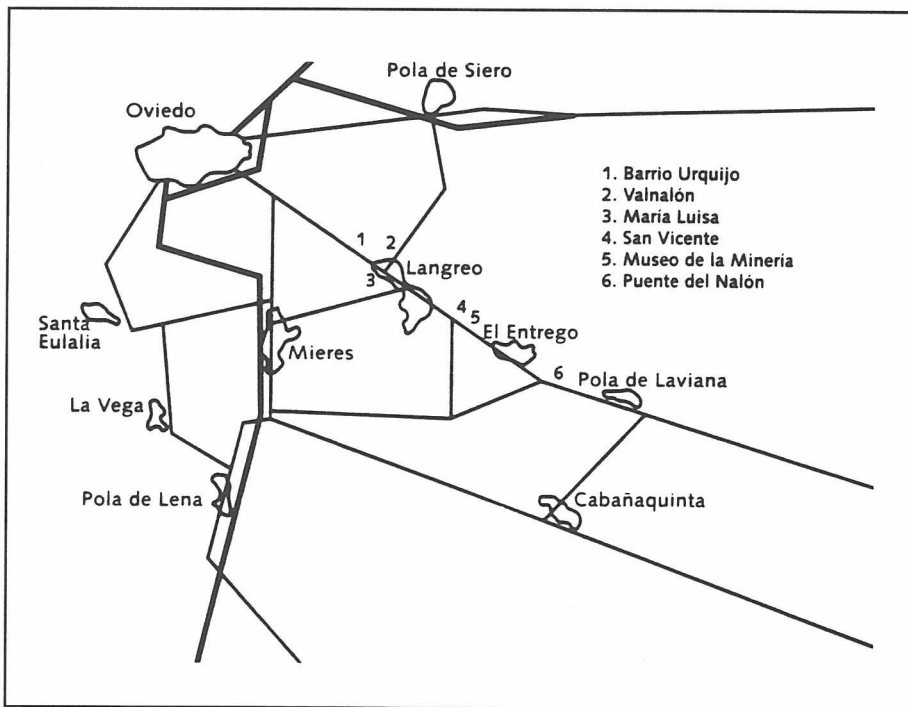 Pola de Siero
Oviedo
1. Barrio Urquijo
2. Valnalón
3. María Luisa
4. San Vicente
5. Museo de la Minería
6. Puente del Nalón
1
2
Langreo
3
4
5
Santa
Eulalia
El Entrego
Mieres
6
Pola de Laviana
La Vega
Pola de Lena
Cabañaquinta